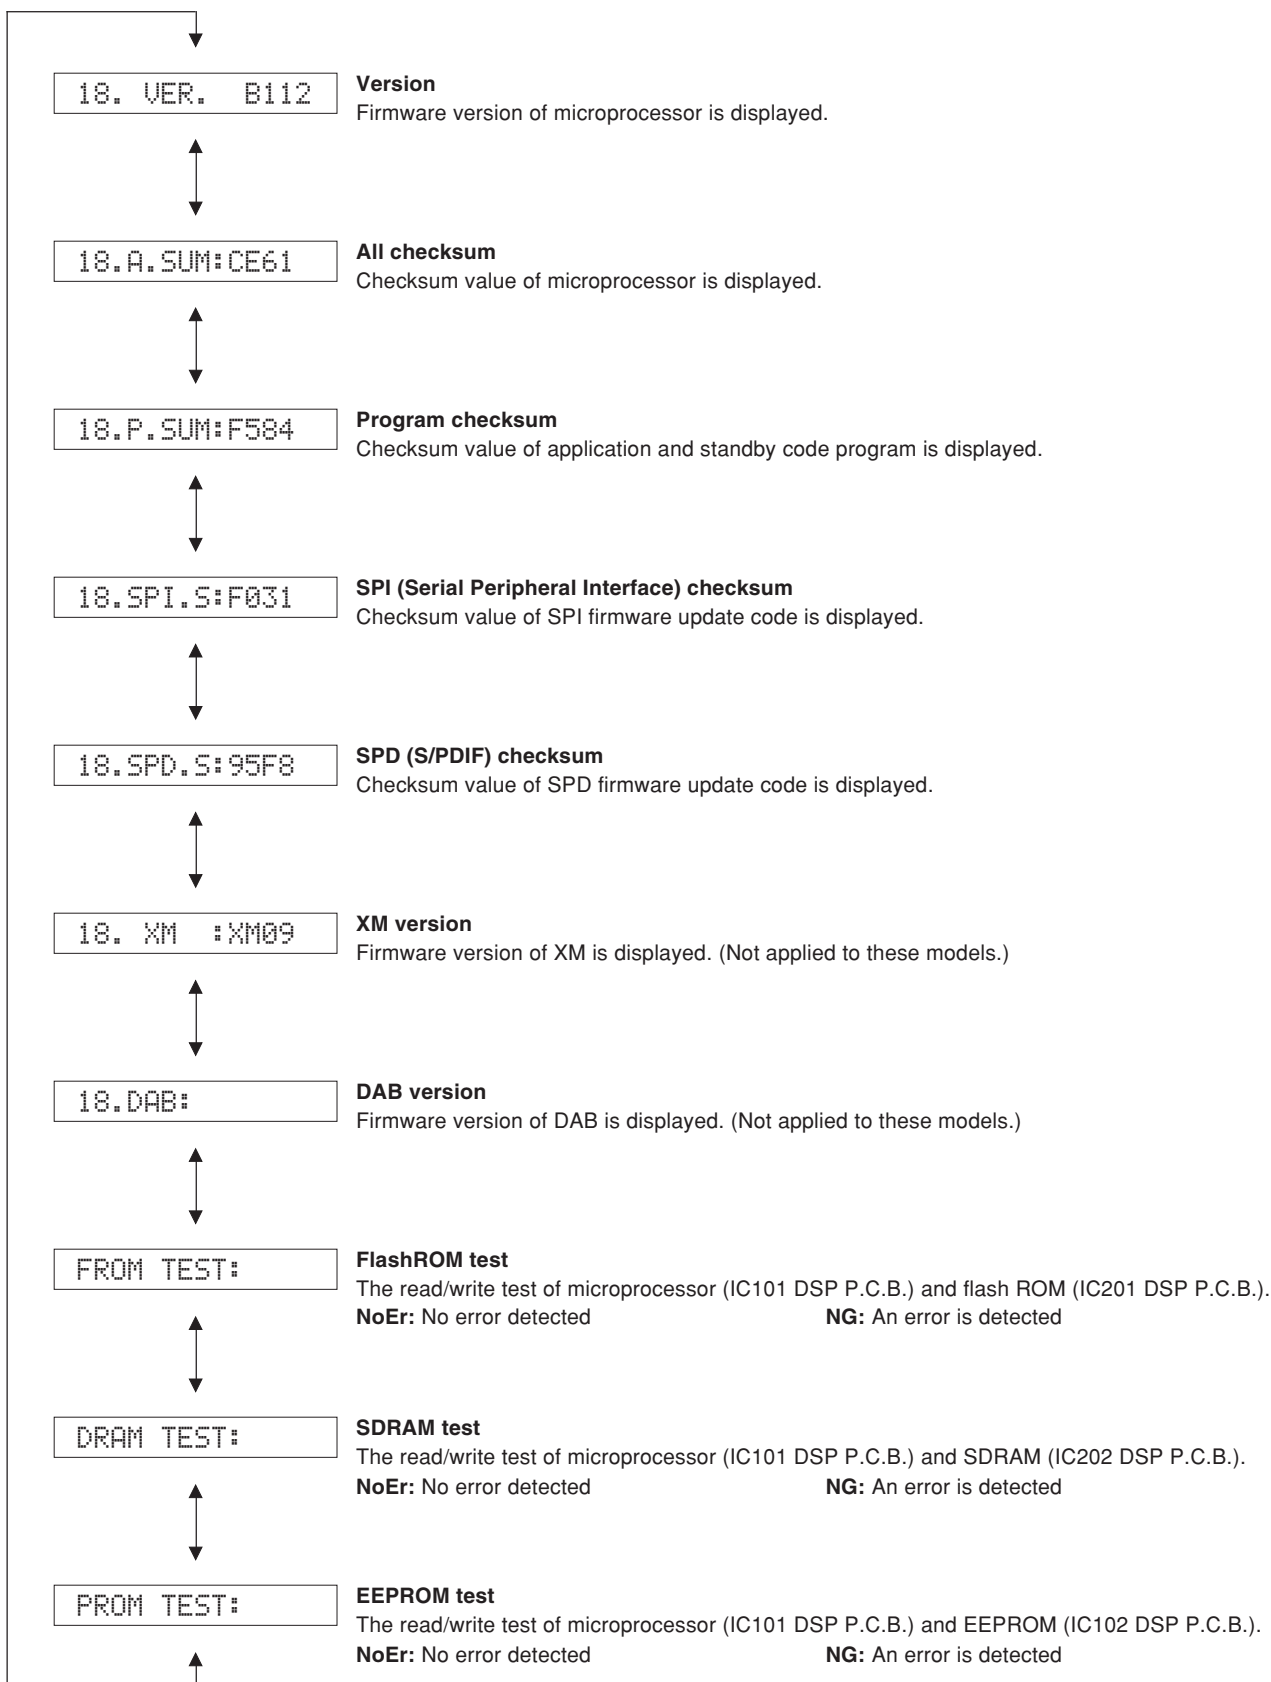 18. VER. B112
Version
Firmware version of microprocessor is displayed.
18.A.SUM:CE61
All checksum
Checksum value of microprocessor is displayed.
18.P.SUM:F584
Program checksum
Checksum value of application and standby code program is displayed.
18.SPI.S:F031
SPI (Serial Peripheral Interface) checksum
Checksum value of SPI firmware update code is displayed.
18.SPD.S:95F8
SPD (S/PDIF) checksum
Checksum value of SPD firmware update code is displayed.
18. XM :XM09
XM version
Firmware version of XM is displayed. (Not applied to these models.)
18.DAB:
DAB version
Firmware version of DAB is displayed. (Not applied to these models.)
FROM TEST:
FlashROM test
The read/write test of microprocessor (IC101 DSP P.C.B.) and flash ROM (IC201 DSP P.C.B.).
NoEr: No error detected NG: An error is detected
DRAM TEST:
SDRAM test
The read/write test of microprocessor (IC101 DSP P.C.B.) and SDRAM (IC202 DSP P.C.B.).
NoEr: No error detected NG: An error is detected
PROM TEST:
EEPROM test
The read/write test of microprocessor (IC101 DSP P.C.B.) and EEPROM (IC102 DSP P.C.B.).
NoEr: No error detected NG: An error is detected